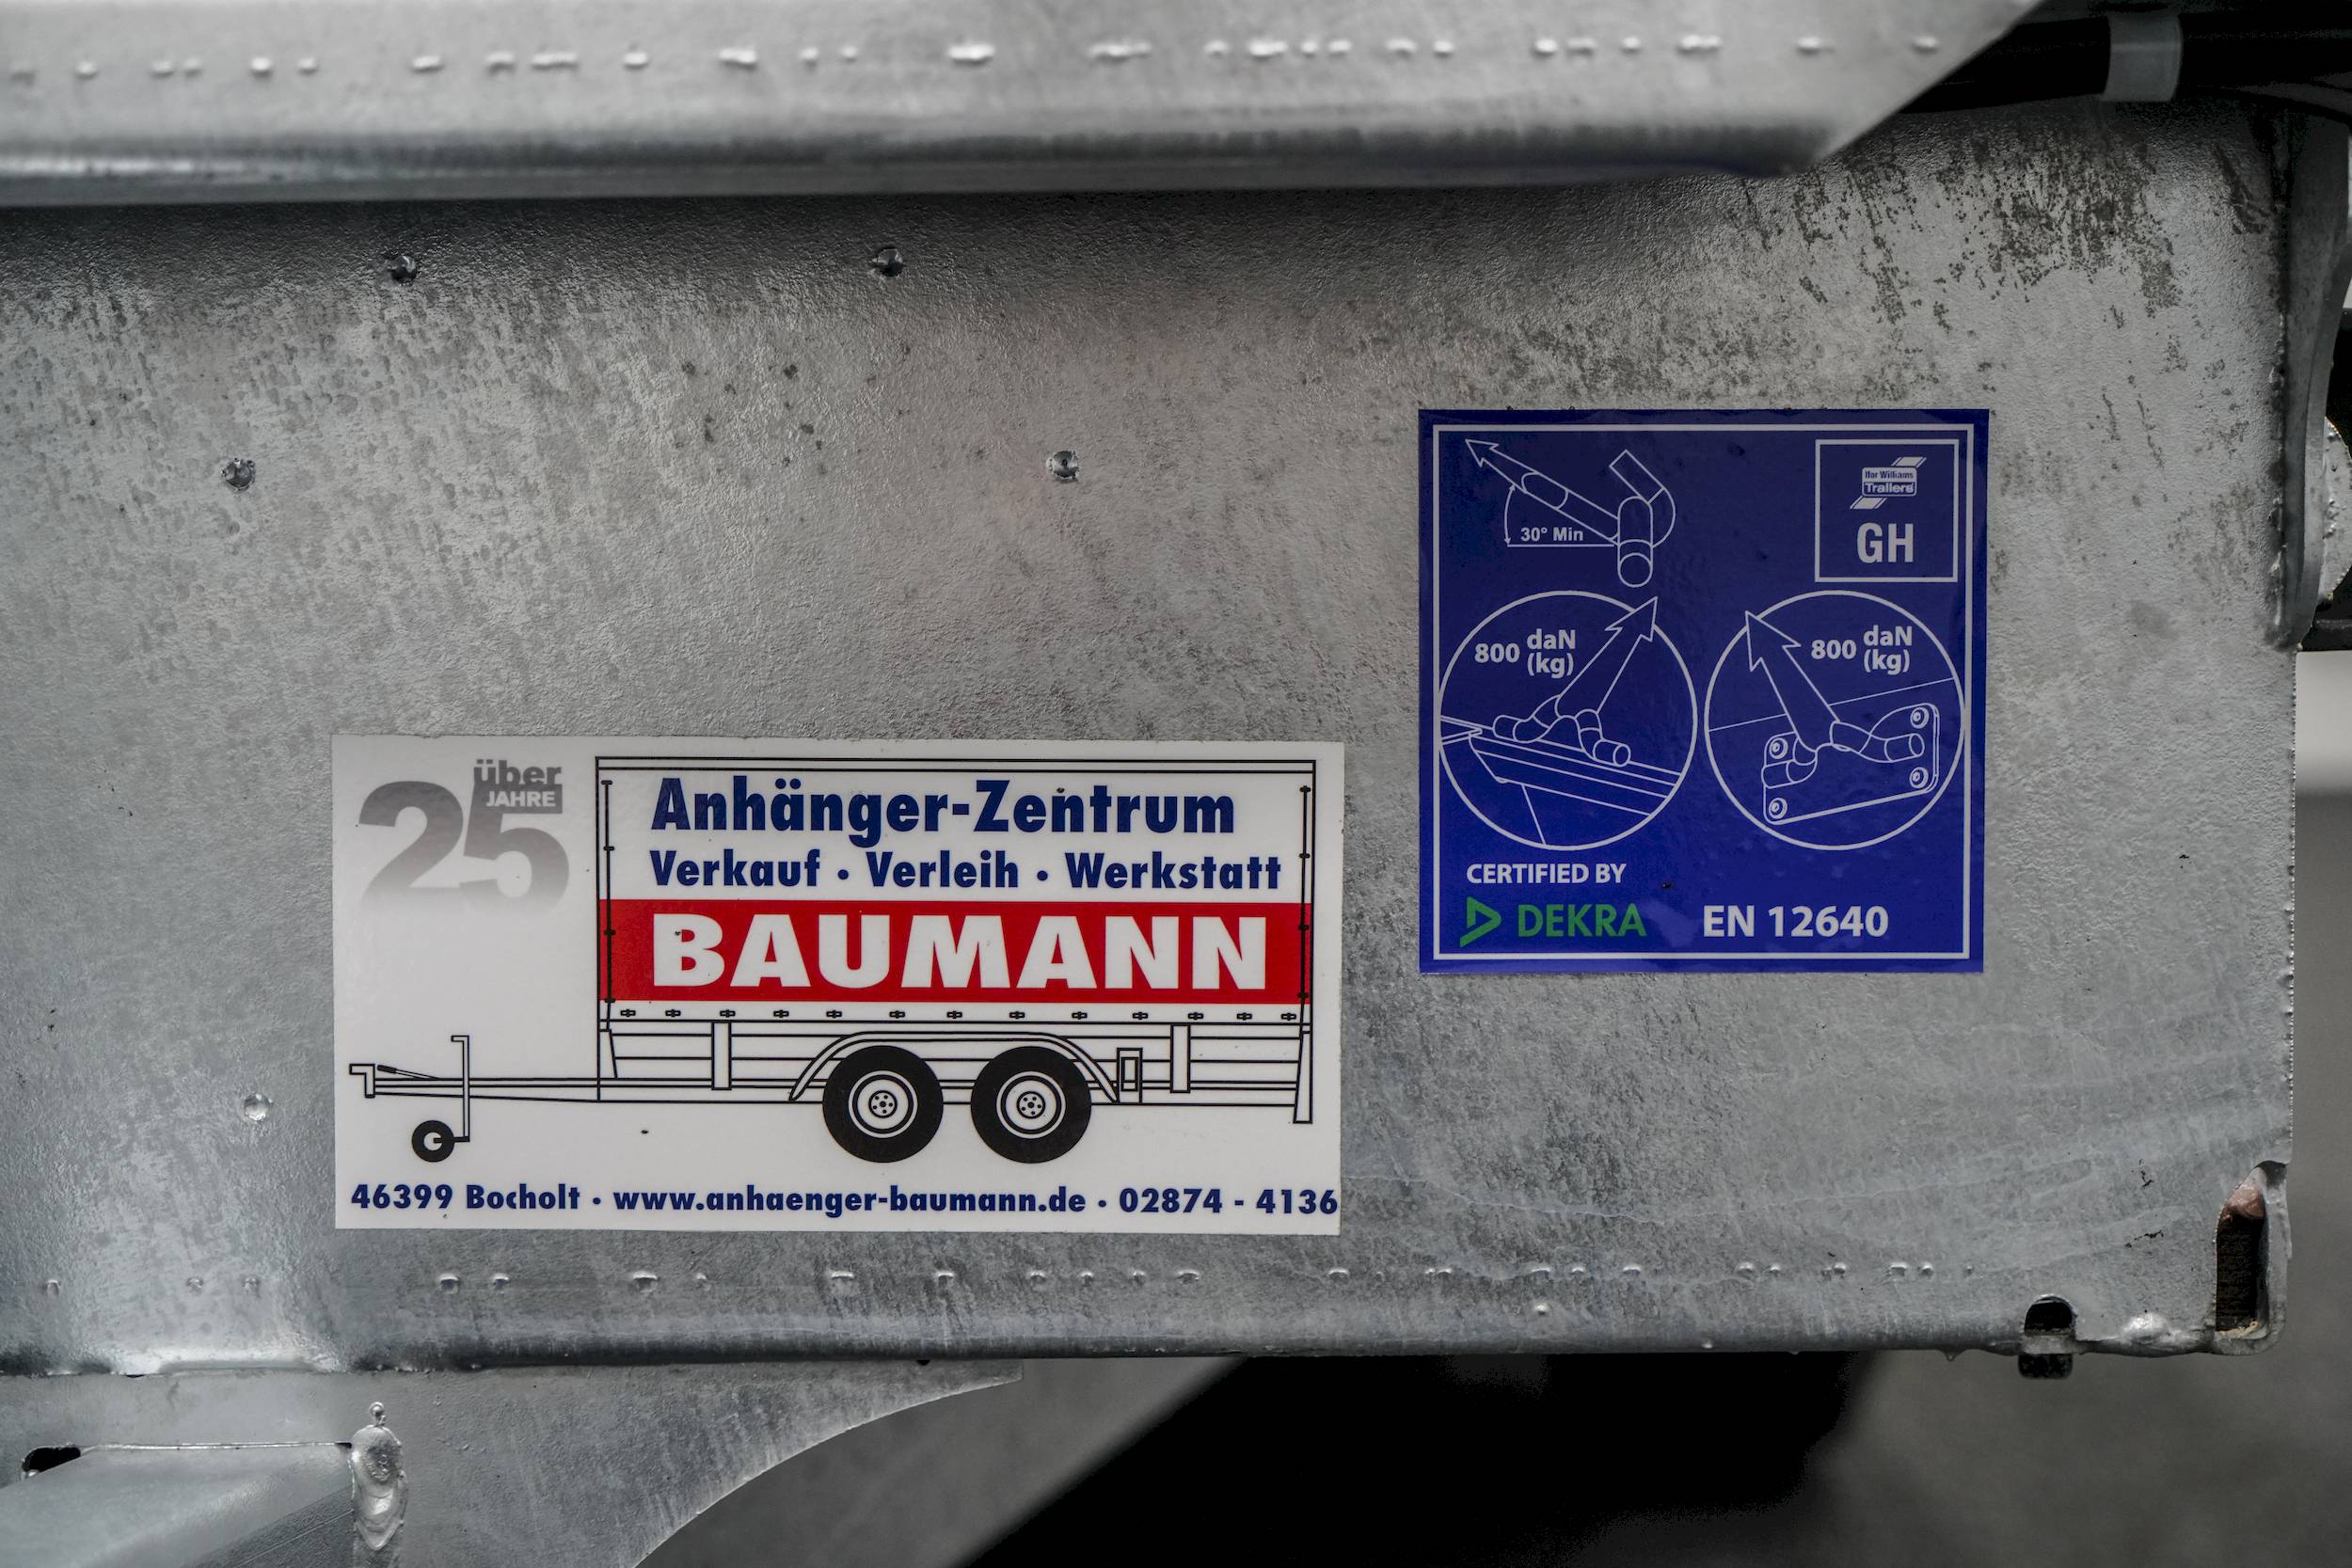 über
JAHRE
25
Anhänger-Zentrum
Verkauf · Verleih · Werkstatt
BAUMANN
46399 Bocholt · www.anhaenger-baumann.de · 02874 - 4136
30° Min
Ifor Williams
Trailers
GH
800 daN
(kg)
800 daN
(kg)
CERTIFIED BY
DEKRA EN 12640